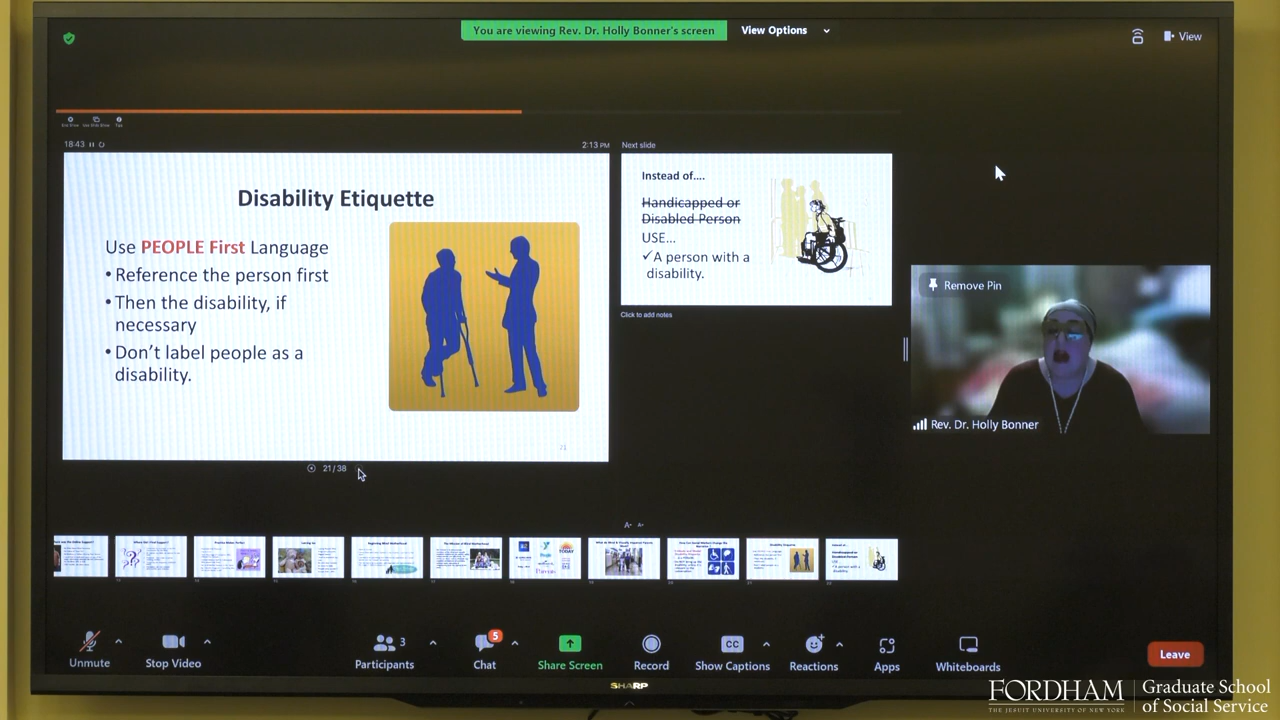 You are viewing Rev. Dr. Holly Bonner's screen
View Options
View
18:43
2:13 PM
Next slide
Disability Etiquette
Use PEOPLE First Language
• Reference the person first
• Then the disability, if
necessary
• Don't label people as a
disability.
21
21 / 38
Instead of....
Handicapped or
Disabled Person
USE...
✓A person with a
disability.
Click to add notes
Remove Pin
Rev. Dr. Holly Bonner
Unmute
Stop Video
Participants
3
Chat
5
Share Screen
Record
CC
Show Captions
Reactions
Apps
Whiteboards
Leave
SHARP
FORDHAM
THE JESUIT UNIVERSITY OF NEW YORK
Graduate School
of Social Service